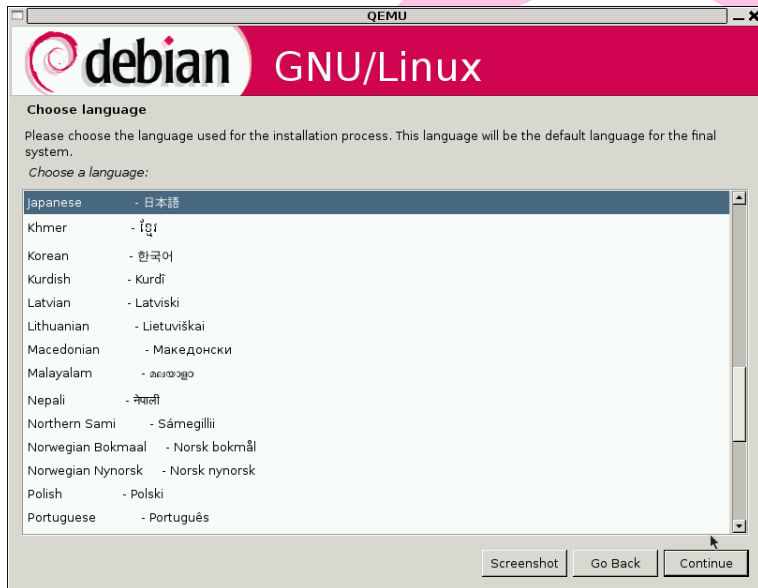 QEMU
debian GNU/Linux
Choose language
Please choose the language used for the installation process. This language will be the default language for the final
system.
Choose a language:
Japanese - 日本語
Khmer - ខ្មែរ
Korean - 한국어
Kurdish - Kurdî
Latvian - Latviski
Lithuanian - Lietuviškai
Macedonian - Македонски
Malayalam - മലയാളം
Nepali - नेपाली
Northern Sami - Sámegillii
Norwegian Bokmaal - Norsk bokmål
Norwegian Nynorsk - Norsk nynorsk
Polish - Polski
Portuguese - Português
Screenshot Go Back Continue